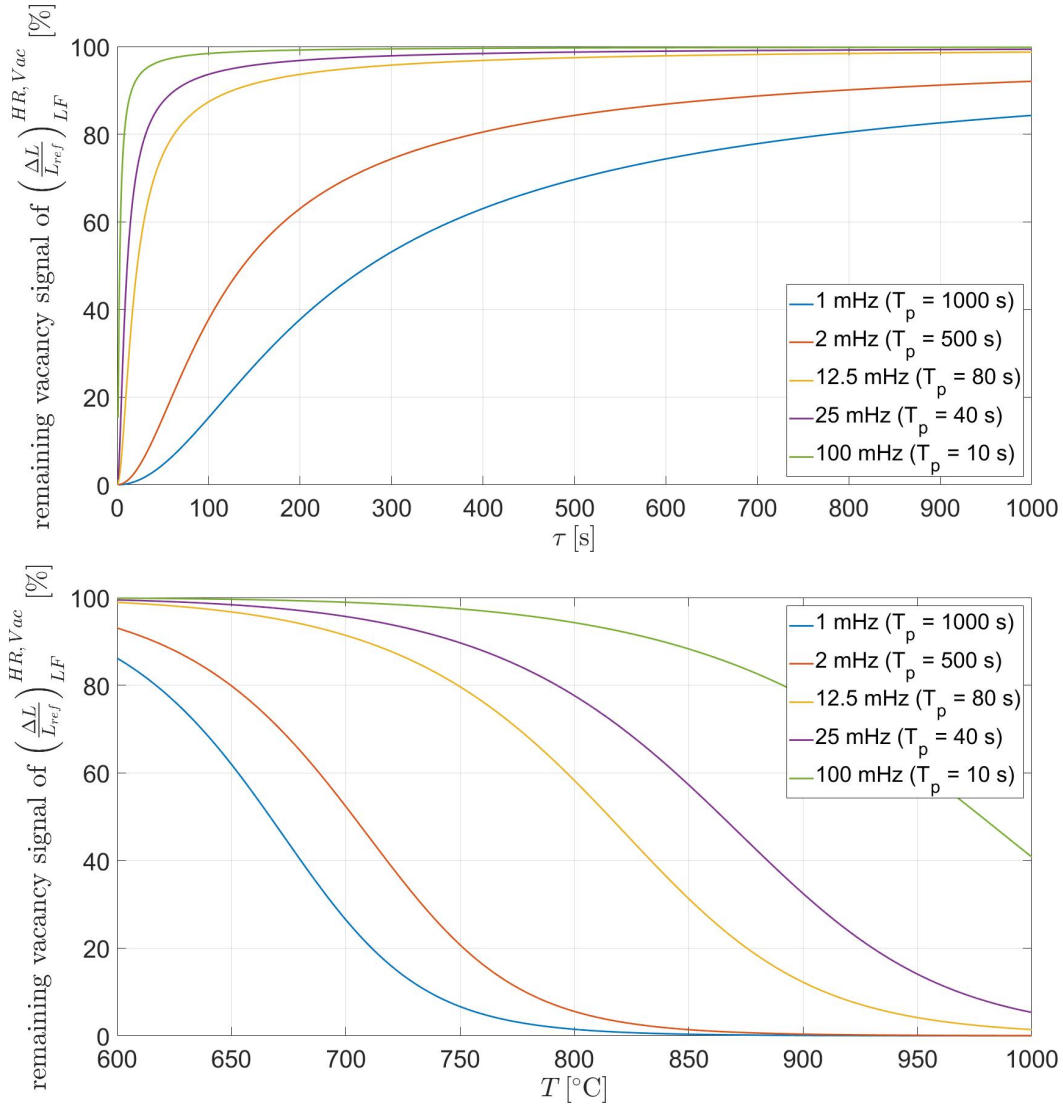 remaining vacancy signal of (ΔL/L_ref)_LF^HR,Vac [%]
100
80
60
40
20
0
0 100 200 300 400 500 600 700 800 900 1000
τ [s]
1 mHz (T_p = 1000 s)
2 mHz (T_p = 500 s)
12.5 mHz (T_p = 80 s)
25 mHz (T_p = 40 s)
100 mHz (T_p = 10 s)
remaining vacancy signal of (ΔL/L_ref)_LF^HR,Vac [%]
100
80
60
40
20
0
600 650 700 750 800 850 900 950 1000
T [°C]
1 mHz (T_p = 1000 s)
2 mHz (T_p = 500 s)
12.5 mHz (T_p = 80 s)
25 mHz (T_p = 40 s)
100 mHz (T_p = 10 s)